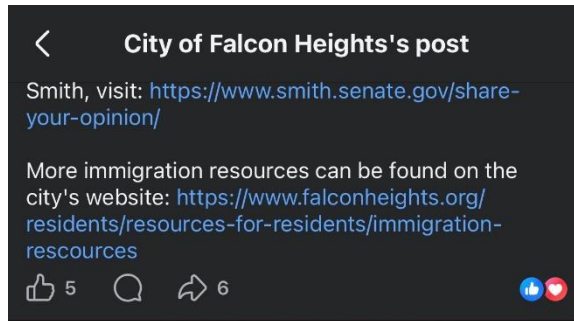 City of Falcon Heights's post
Smith, visit: https://www.smith.senate.gov/share-
your-opinion/
More immigration resources can be found on the
city's website: https://www.falconheights.org/
residents/resources-for-residents/immigration-
rescources
5 6